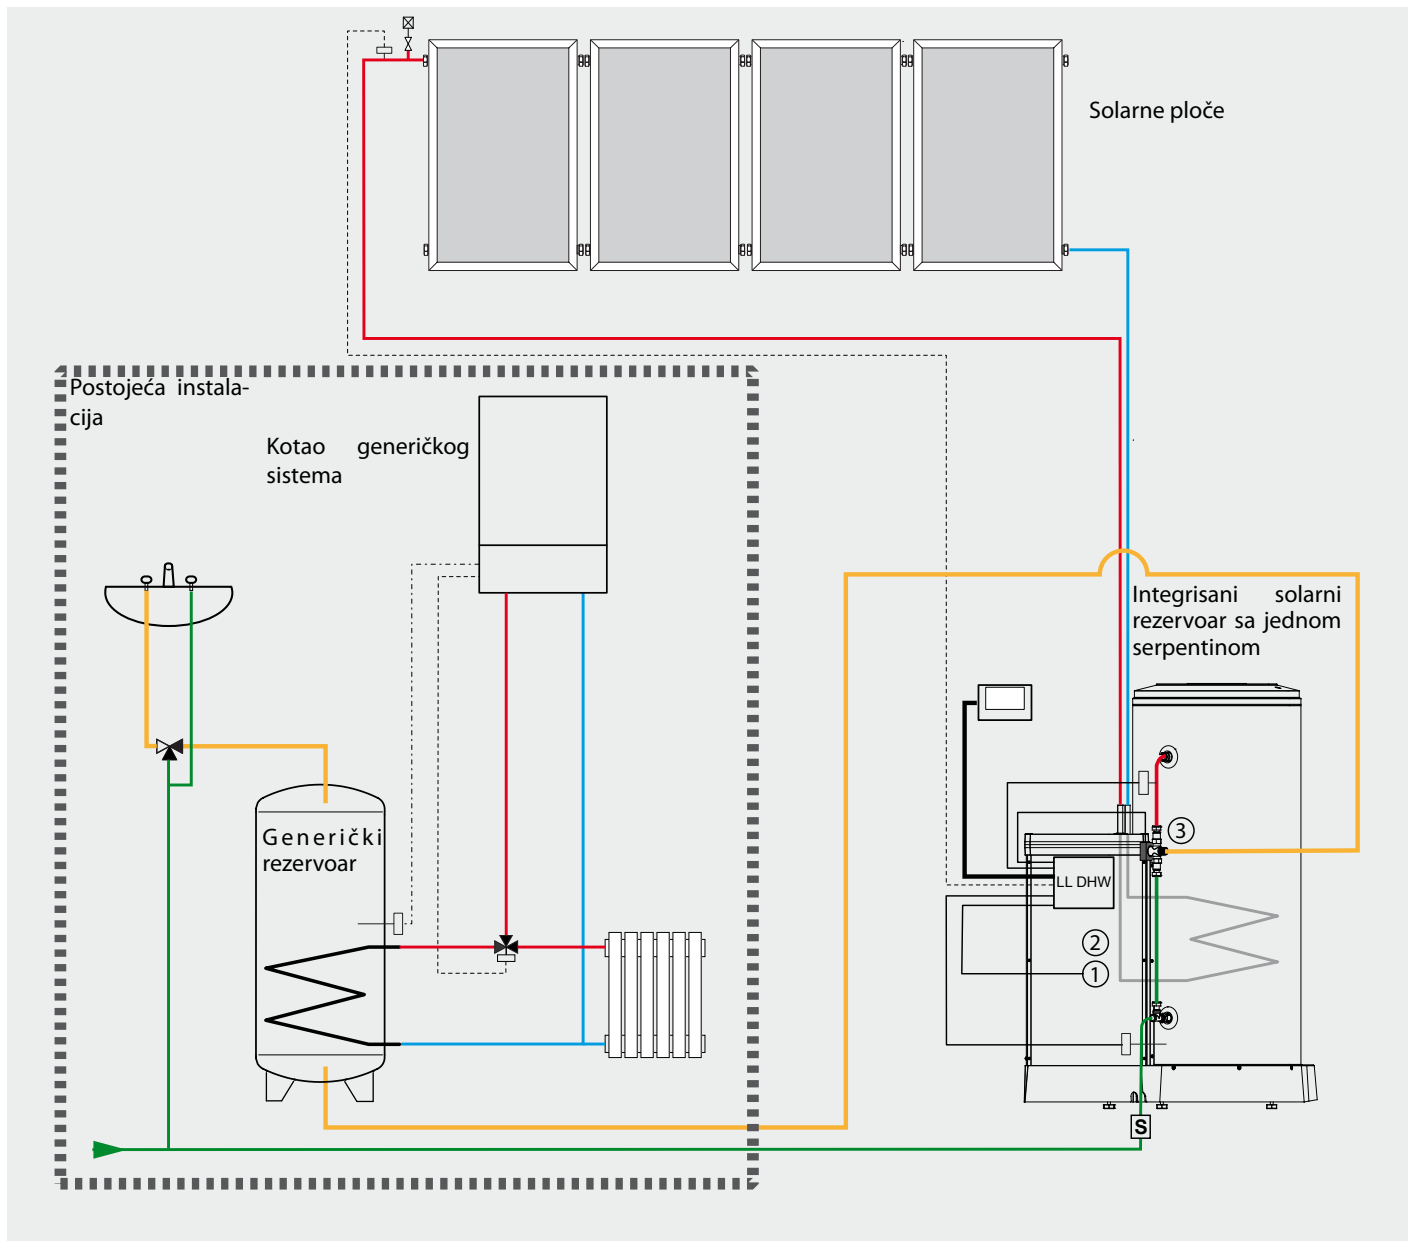 Solarne ploče
Postojeća instala-
cija
Kotao generičkog
sistema
Integrisani solarni
rezervoar sa jednom
serpentinom
Generički
rezervoar
3
LL DHW
2
1
S